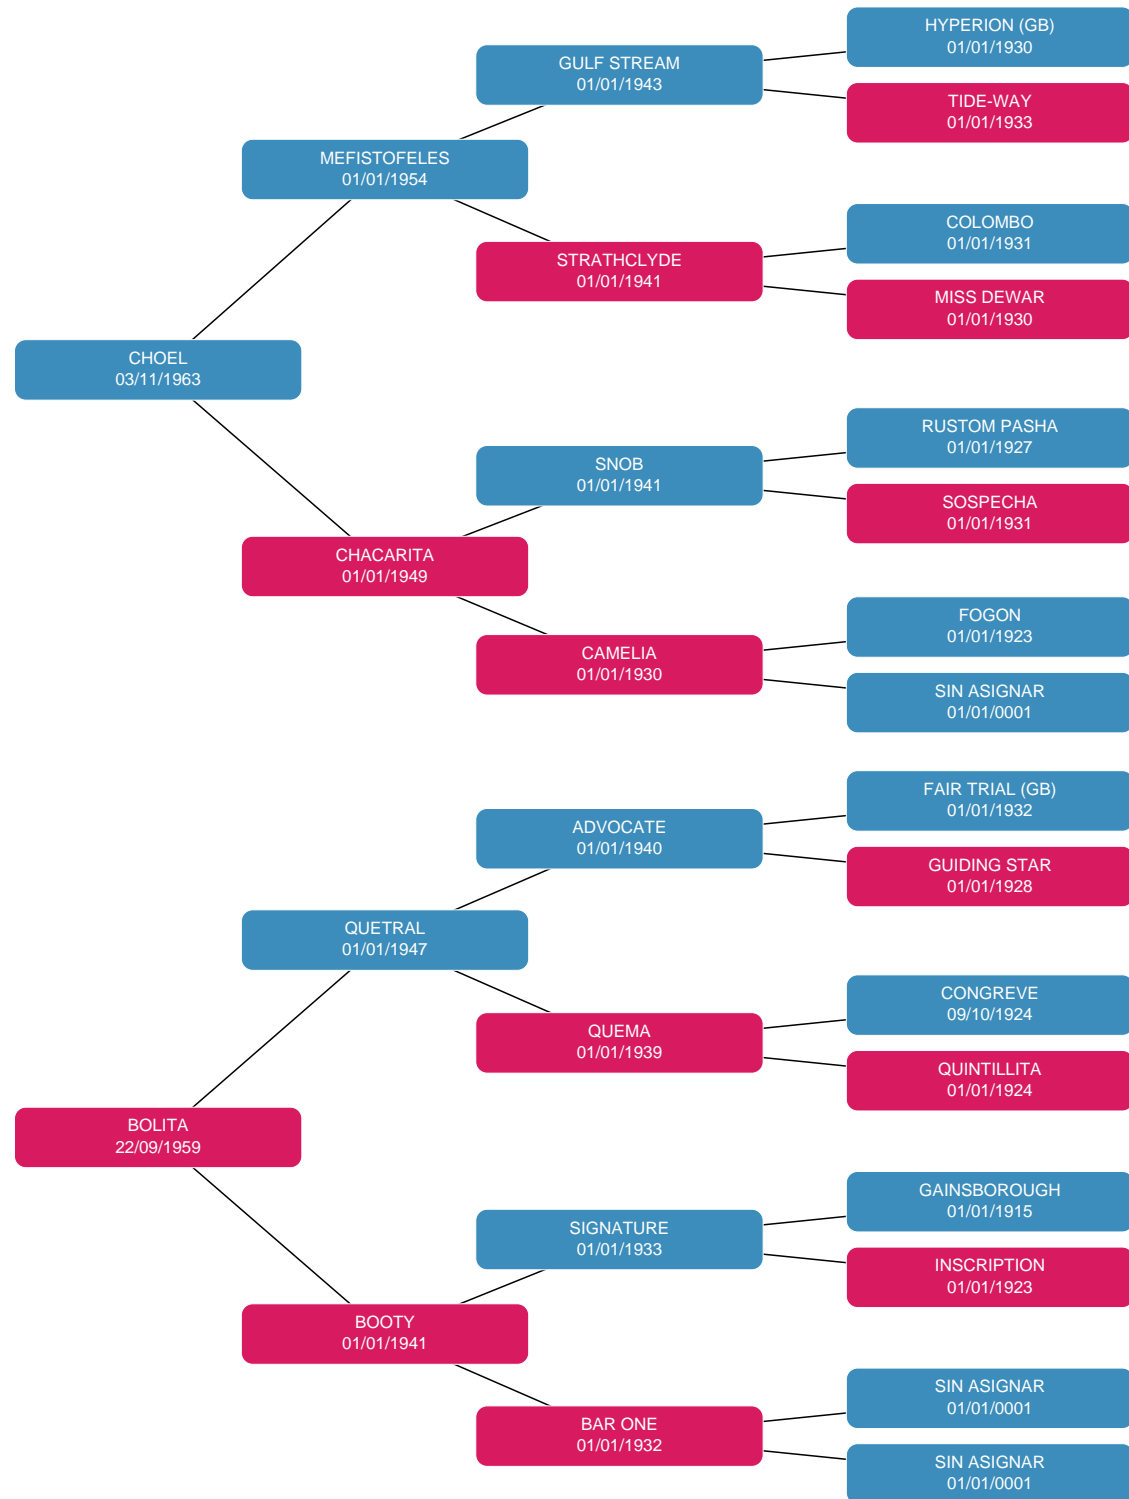 HYPERION (GB)
01/01/1930
GULF STREAM
01/01/1943
TIDE-WAY
01/01/1933
MEFISTOFELES
01/01/1954
COLOMBO
01/01/1931
STRATHCLYDE
01/01/1941
MISS DEWAR
01/01/1930
CHOEL
03/11/1963
RUSTOM PASHA
01/01/1927
SNOB
01/01/1941
SOSPECHA
01/01/1931
CHACARITA
01/01/1949
FOGON
01/01/1923
CAMELIA
01/01/1930
SIN ASIGNAR
01/01/0001
FAIR TRIAL (GB)
01/01/1932
ADVOCATE
01/01/1940
GUIDING STAR
01/01/1928
QUETRAL
01/01/1947
CONGREVE
09/10/1924
QUEMA
01/01/1939
QUINTILLITA
01/01/1924
BOLITA
22/09/1959
GAINSBOROUGH
01/01/1915
SIGNATURE
01/01/1933
INSCRIPTION
01/01/1923
BOOTY
01/01/1941
SIN ASIGNAR
01/01/0001
BAR ONE
01/01/1932
SIN ASIGNAR
01/01/0001